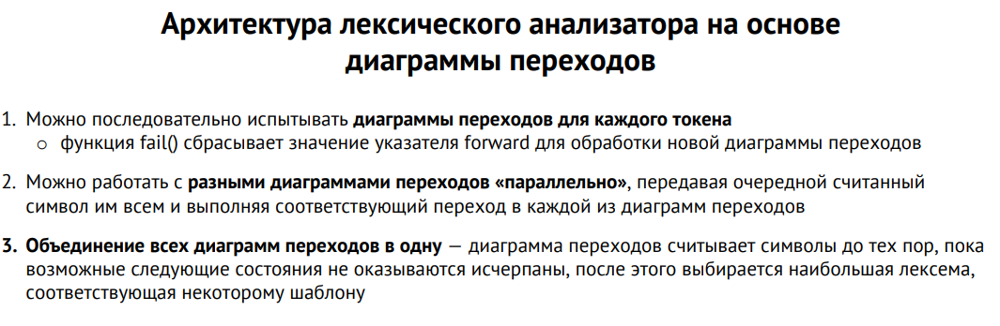 Архитектура лексического анализатора на основе
диаграммы переходов
1. Можно последовательно испытывать диаграммы переходов для каждого токена
o функция fail() сбрасывает значение указателя forward для обработки новой диаграммы переходов
2. Можно работать с разными диаграммами переходов «параллельно», передавая очередной считанный
символ им всем и выполняя соответствующий переход в каждой из диаграмм переходов
3. Объединение всех диаграмм переходов в одну — диаграмма переходов считывает символы до тех пор, пока
возможные следующие состояния не оказываются исчерпаны, после этого выбирается наибольшая лексема,
соответствующая некоторому шаблону